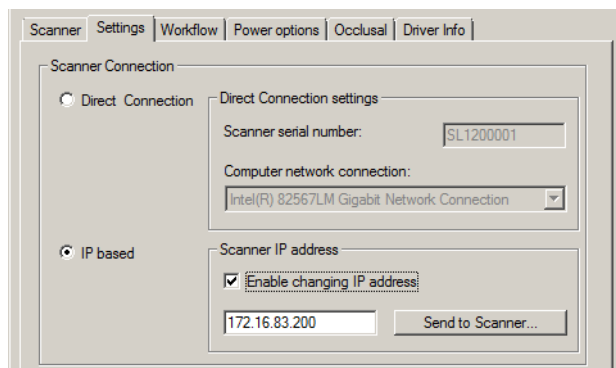 Scanner Settings Workflow Power options Occlusal Driver Info
Scanner Connection
Direct Connection
Direct Connection settings
Scanner serial number: SL1200001
Computer network connection:
Intel(R) 82567LM Gigabit Network Connection
IP based
Scanner IP address
Enable changing IP address
172.16.83.200 Send to Scanner...